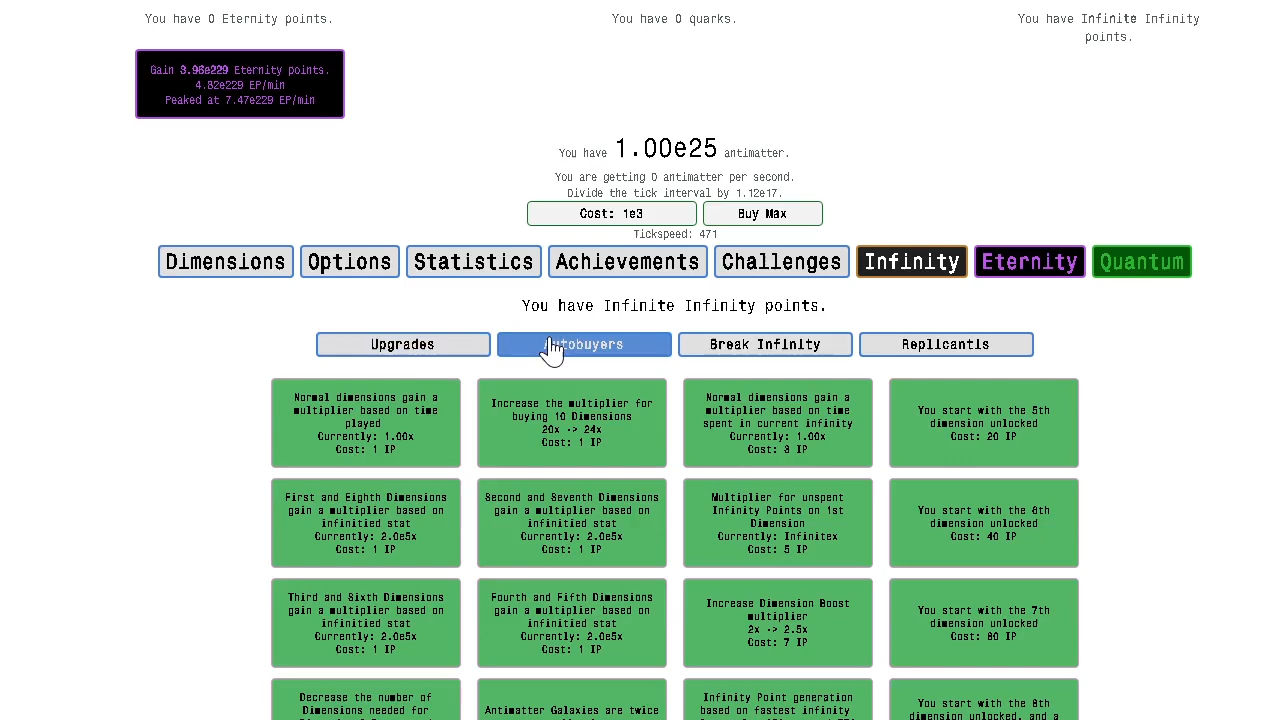 You have 0 Eternity points.
You have 0 quarks.
You have Infinite Infinity
points.
Gain 3.96e229 Eternity points.
4.82e229 EP/min
Peaked at 7.47e229 EP/min
You have 1.00e25 antimatter.
You are getting 0 antimatter per second.
Divide the tick interval by 1.12e17.
Cost: 1e3
Buy Max
Tickspeed: 471
Dimensions
Options
Statistics
Achievements
Challenges
Infinity
Eternity
Quantum
You have Infinite Infinity points.
Upgrades
Autobuyers
Break Infinity
Replicantis
Normal dimensions gain a
multiplier based on time
played
Currently: 1.00x
Cost: 1 IP
Increase the multiplier for
buying 10 Dimensions
20x -> 24x
Cost: 1 IP
Normal dimensions gain a
multiplier based on time
spent in current infinity
Currently: 1.00x
Cost: 3 IP
You start with the 5th
dimension unlocked
Cost: 20 IP
First and Eighth Dimensions
gain a multiplier based on
infinitied stat
Currently: 2.0e5x
Cost: 1 IP
Second and Seventh Dimensions
gain a multiplier based on
infinitied stat
Currently: 2.0e5x
Cost: 1 IP
Multiplier for unspent
Infinity Points on 1st
Dimension
Currently: Infinitex
Cost: 5 IP
You start with the 6th
dimension unlocked
Cost: 40 IP
Third and Sixth Dimensions
gain a multiplier based on
infinitied stat
Currently: 2.0e5x
Cost: 1 IP
Fourth and Fifth Dimensions
gain a multiplier based on
infinitied stat
Currently: 2.0e5x
Cost: 1 IP
Increase Dimension Boost
multiplier
2x -> 2.5x
Cost: 7 IP
You start with the 7th
dimension unlocked
Cost: 80 IP
Decrease the number of
Dimensions needed for
Antimatter Galaxies are twice
Infinity Point generation
based on fastest infinity
You start with the 8th
dimension unlocked, and a